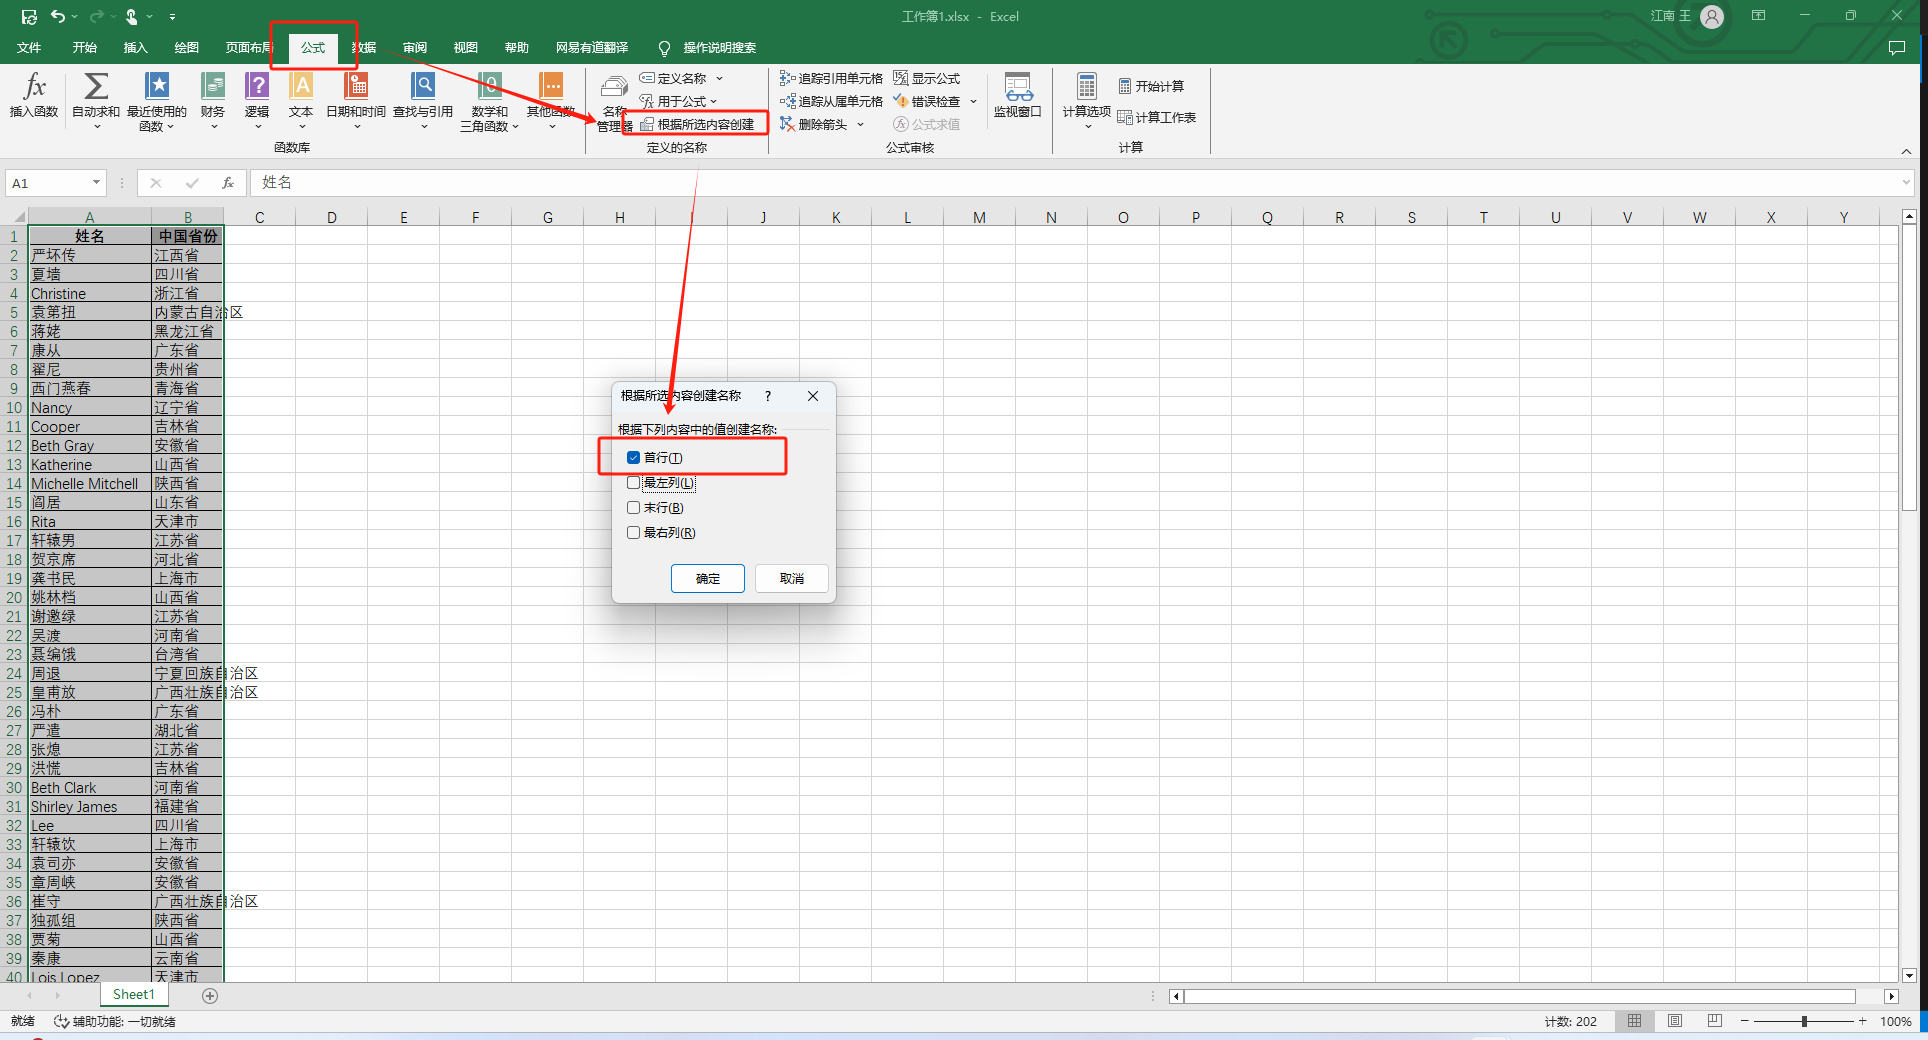 工作簿1.xlsx - Excel
江南 王
文件 开始 插入 绘图 页面布局 公式 数据 审阅 视图 帮助 网易有道翻译 操作说明搜索
fx Σ ? A θ
插入函数 自动求和 最近使用的函数 财务 逻辑 文本 日期和时间 查找与引用 数学和三角函数 其他函数
函数库
名称管理器
定义名称
用于公式
根据所选内容创建
定义的名称
追踪引用单元格 显示公式
追踪从属单元格 错误检查
删除箭头 公式求值
公式审核
监视窗口
计算选项
开始计算
计算工作表
计算
A1 fx 姓名
A B C D E F G H I J K L M N O P Q R S T U V W X Y
1 姓名 中国省份
2 严坏传 江西省
3 夏墙 四川省
4 Christine 浙江省
5 袁第扭 内蒙古自治区
6 蒋姥 黑龙江省
7 康从 广东省
8 翟尼 贵州省
9 西门燕春 青海省
10 Nancy 辽宁省
11 Cooper 吉林省
12 Beth Gray 安徽省
13 Katherine 山西省
14 Michelle Mitchell 陕西省
15 阎居 山东省
16 Rita 天津市
17 轩辕男 江苏省
18 贺京席 河北省
19 龚书民 上海市
20 姚林档 山西省
21 谢邀绿 江苏省
22 吴渡 河南省
23 聂编饿 台湾省
24 周退 宁夏回族自治区
25 皇甫放 广西壮族自治区
26 冯朴 广东省
27 严遣 湖北省
28 张熄 江苏省
29 洪慌 吉林省
30 Beth Clark 河南省
31 Shirley James 福建省
32 Lee 四川省
33 轩辕饮 上海市
34 袁司亦 安徽省
35 章周峡 安徽省
36 崔守 广西壮族自治区
37 独孤组 陕西省
38 贾菊 山西省
39 秦康 云南省
40 Lois Lopez 天津市
根据所选内容创建名称 ?
根据下列内容中的值创建名称:
首行(T)
最左列(L)
末行(B)
最右列(R)
确定 取消
Sheet1
就绪 辅助功能: 一切就绪
计数: 202
100%